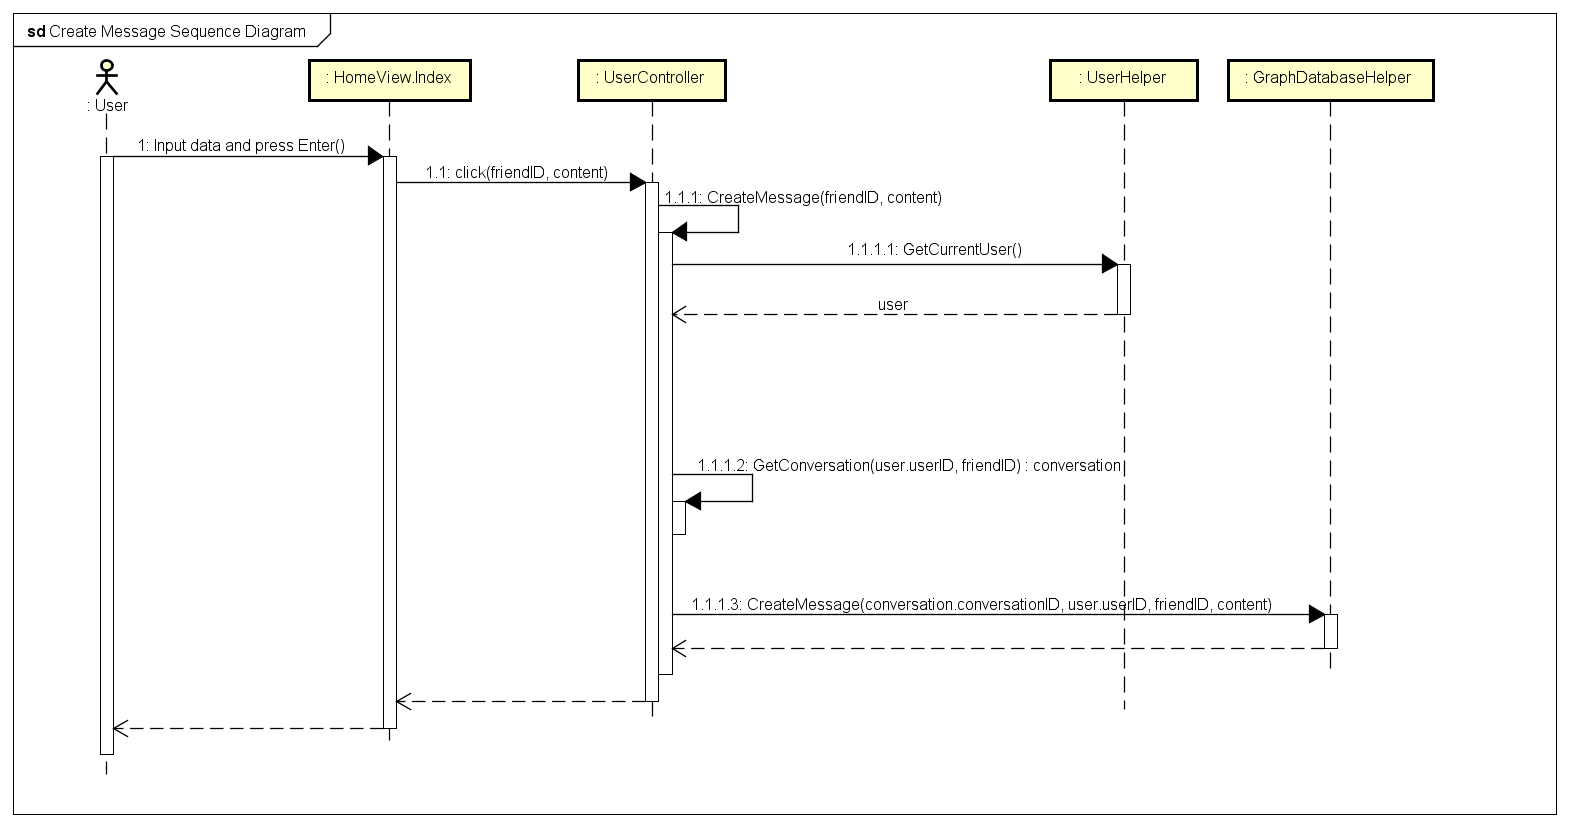 sd Create Message Sequence Diagram
: User
: HomeView.Index
: UserController
: UserHelper
: GraphDatabaseHelper
1: Input data and press Enter()
1.1: click(friendID, content)
1.1.1: CreateMessage(friendID, content)
1.1.1.1: GetCurrentUser()
user
1.1.1.2: GetConversation(user.userID, friendID) : conversation
1.1.1.3: CreateMessage(conversation.conversationID, user.userID, friendID, content)